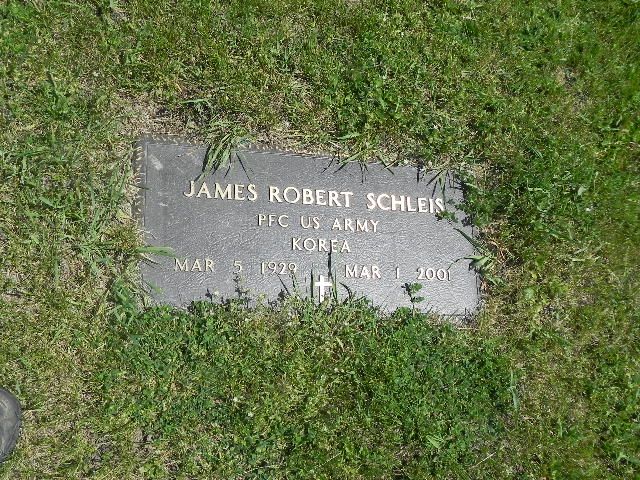 JAMES ROBERT SCHLEIS
PFC US ARMY
KOREA
MAR 5 1929 MAR 1 2001